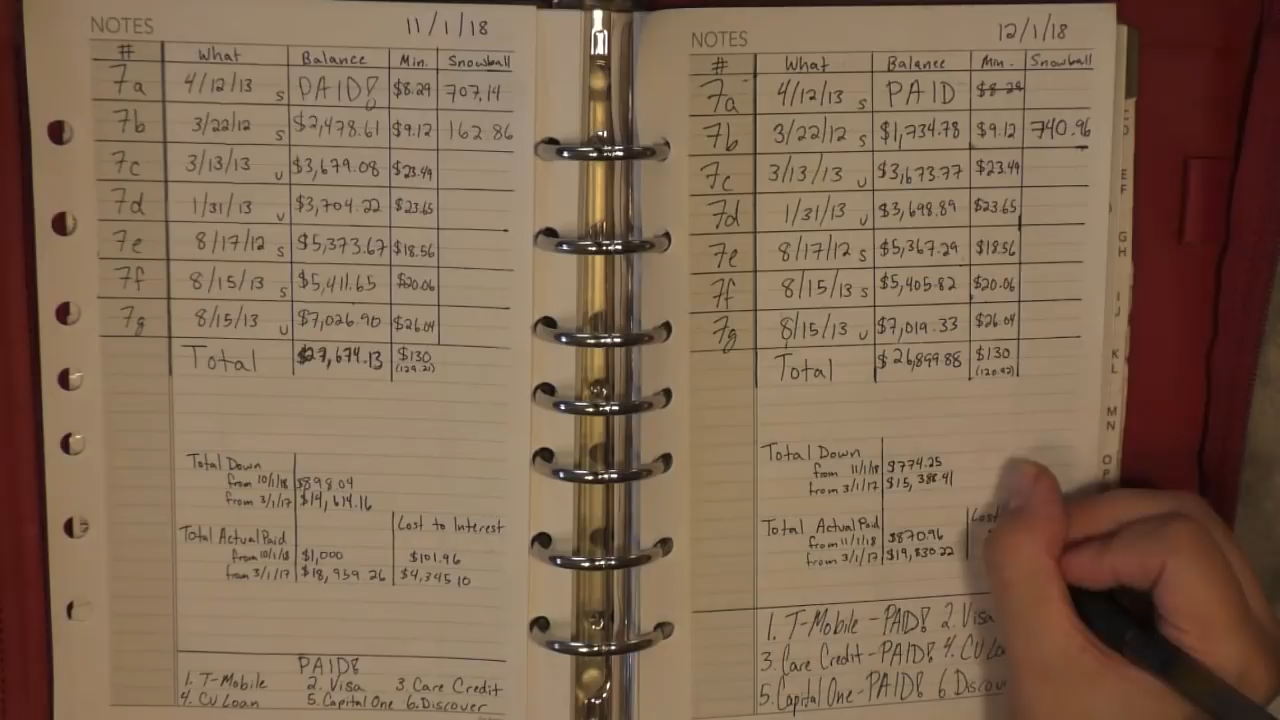 NOTES 11/1/18
# What Balance Min. Snowball
7a 4/12/13 s PAID! $8.29 707.14
7b 3/22/12 s $2,478.61 $9.12 162.86
7c 3/13/13 u $3,679.08 $23.49
7d 1/31/13 u $3,704.22 $23.65
7e 8/17/12 s $5,373.67 $18.56
7f 8/15/13 s $5,411.65 $20.06
7g 8/15/13 u $7,026.90 $26.04
Total $27,674.13 $130
(129.21)
Total Down
from 10/1/18 $898.04
from 3/1/17 $14,614.16
Total Actual Paid Cost to Interest
from 10/1/18 $1,000 $101.96
from 3/1/17 $18,959.26 $4,345.10
PAID!
1. T-Mobile 2. Visa 3. Care Credit
4. CU Loan 5. Capital One 6. Discover
NOTES 12/1/18
# What Balance Min. Snowball
7a 4/12/13 s PAID $8.29
7b 3/22/12 s $1,734.78 $9.12 740.96
7c 3/13/13 u $3,673.77 $23.49
7d 1/31/13 u $3,698.89 $23.65
7e 8/17/12 s $5,367.29 $18.56
7f 8/15/13 s $5,405.82 $20.06
7g 8/15/13 u $7,019.33 $26.04
Total $26,899.88 $130
(120.92)
Total Down
from 11/1/18 $774.25
from 3/1/17 $15,388.41
Total Actual Paid
from 11/1/18 $870.96
from 3/1/17 $19,830.22
1. T-Mobile - PAID! 2. Visa
3. Care Credit - PAID! 4. CU
5. Capital One - PAID! 6
E F
G H
I J
K L
M N
O